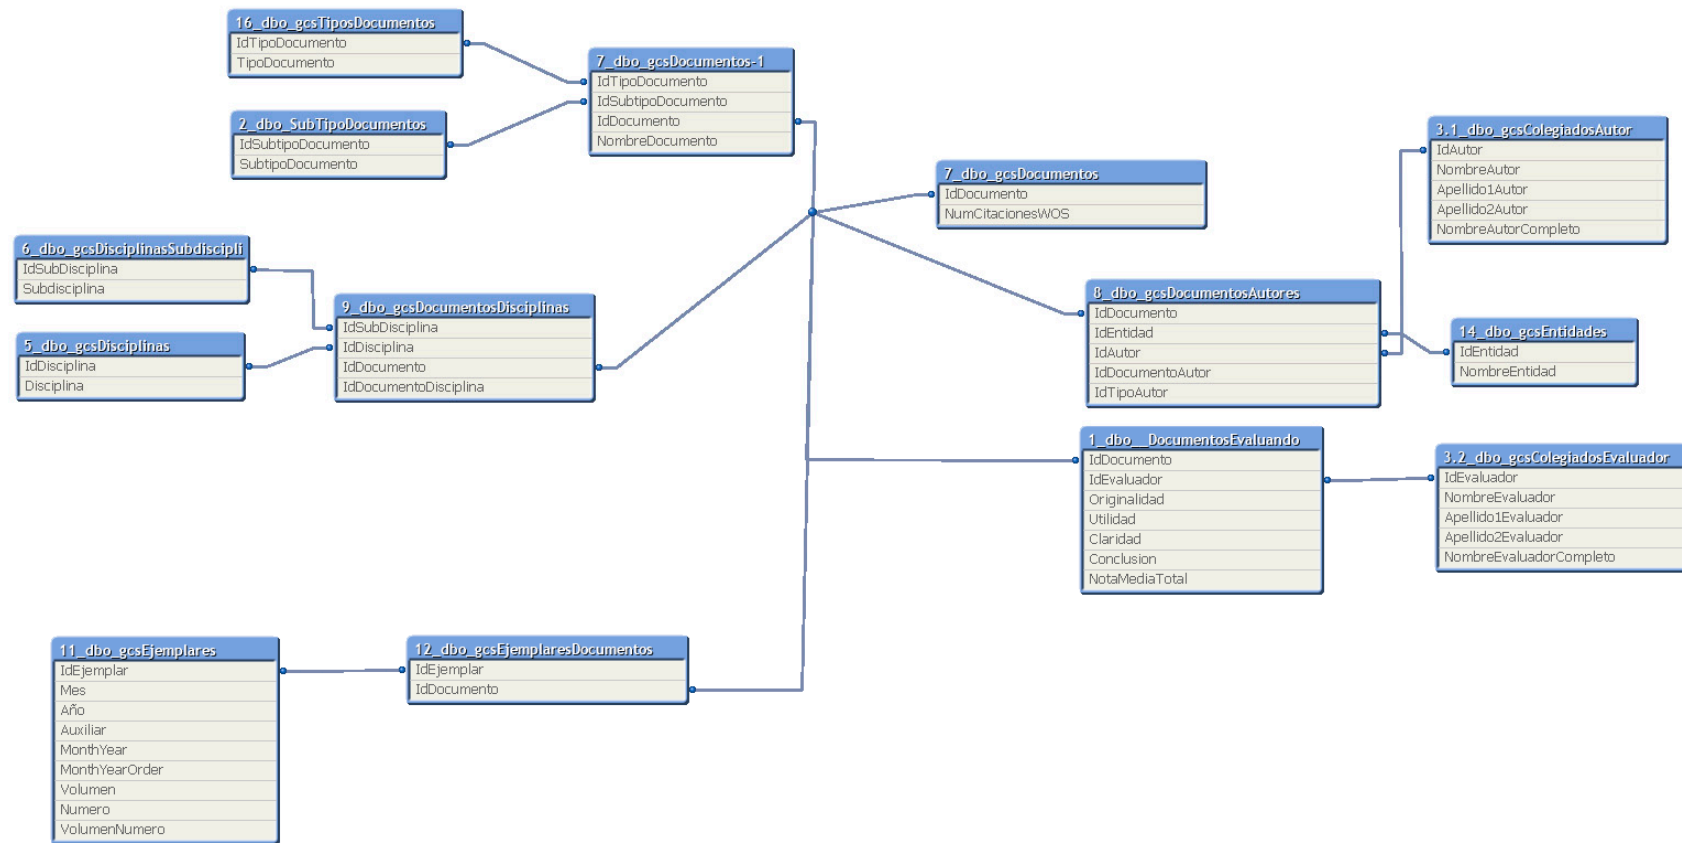 16_dbo_gcsTiposDocumentos
IdTipoDocumento
TipoDocumento
7_dbo_gcsDocumentos-1
IdTipoDocumento
IdSubtipoDocumento
IdDocumento
NombreDocumento
2_dbo_SubTipoDocumentos
IdSubtipoDocumento
SubtipoDocumento
3.1_dbo_gcsColegiadosAutor
IdAutor
NombreAutor
Apellido1Autor
Apellido2Autor
NombreAutorCompleto
7_dbo_gcsDocumentos
IdDocumento
NumCitacionesWOS
6_dbo_gcsDisciplinasSubdiscipli
IdSubDisciplina
Subdisciplina
9_dbo_gcsDocumentosDisciplinas
IdSubDisciplina
IdDisciplina
IdDocumento
IdDocumentoDisciplina
5_dbo_gcsDisciplinas
IdDisciplina
Disciplina
8_dbo_gcsDocumentosAutores
IdDocumento
IdEntidad
IdAutor
IdDocumentoAutor
IdTipoAutor
14_dbo_gcsEntidades
IdEntidad
NombreEntidad
1_dbo__DocumentosEvaluando
IdDocumento
IdEvaluador
Originalidad
Utilidad
Claridad
Conclusion
NotaMediaTotal
3.2_dbo_gcsColegiadosEvaluador
IdEvaluador
NombreEvaluador
Apellido1Evaluador
Apellido2Evaluador
NombreEvaluadorCompleto
11_dbo_gcsEjemplares
IdEjemplar
Mes
Año
Auxiliar
MonthYear
MonthYearOrder
Volumen
Numero
VolumenNumero
12_dbo_gcsEjemplaresDocumentos
IdEjemplar
IdDocumento